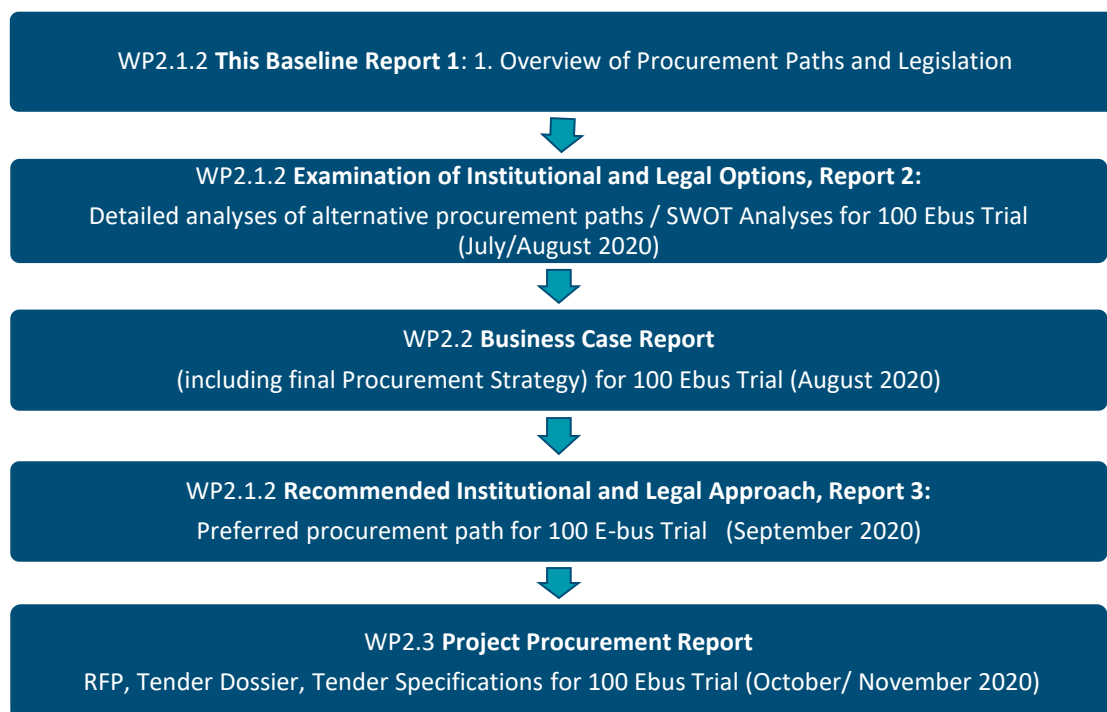 WP2.1.2 This Baseline Report 1: 1. Overview of Procurement Paths and Legislation
WP2.1.2 Examination of Institutional and Legal Options, Report 2:
Detailed analyses of alternative procurement paths / SWOT Analyses for 100 Ebus Trial
(July/August 2020)
WP2.2 Business Case Report
(including final Procurement Strategy) for 100 Ebus Trial (August 2020)
WP2.1.2 Recommended Institutional and Legal Approach, Report 3:
Preferred procurement path for 100 E-bus Trial (September 2020)
WP2.3 Project Procurement Report
RFP, Tender Dossier, Tender Specifications for 100 Ebus Trial (October/ November 2020)